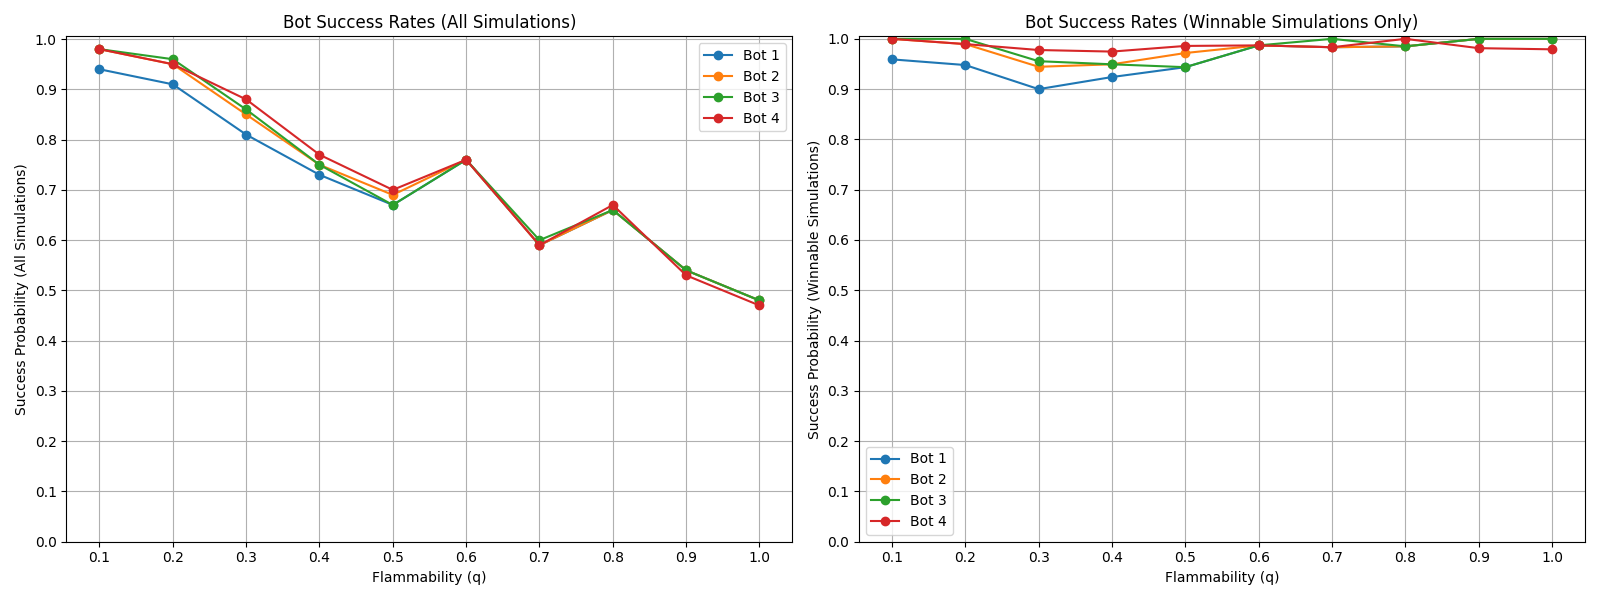 Bot Success Rates (All Simulations)
Success Probability (All Simulations)
1.0
0.9
0.8
0.7
0.6
0.5
0.4
0.3
0.2
0.1
0.0
Bot 1
Bot 2
Bot 3
Bot 4
0.1 0.2 0.3 0.4 0.5 0.6 0.7 0.8 0.9 1.0
Flammability (q)
Bot Success Rates (Winnable Simulations Only)
Success Probability (Winnable Simulations)
1.0
0.9
0.8
0.7
0.6
0.5
0.4
0.3
0.2
0.1
0.0
Bot 1
Bot 2
Bot 3
Bot 4
0.1 0.2 0.3 0.4 0.5 0.6 0.7 0.8 0.9 1.0
Flammability (q)